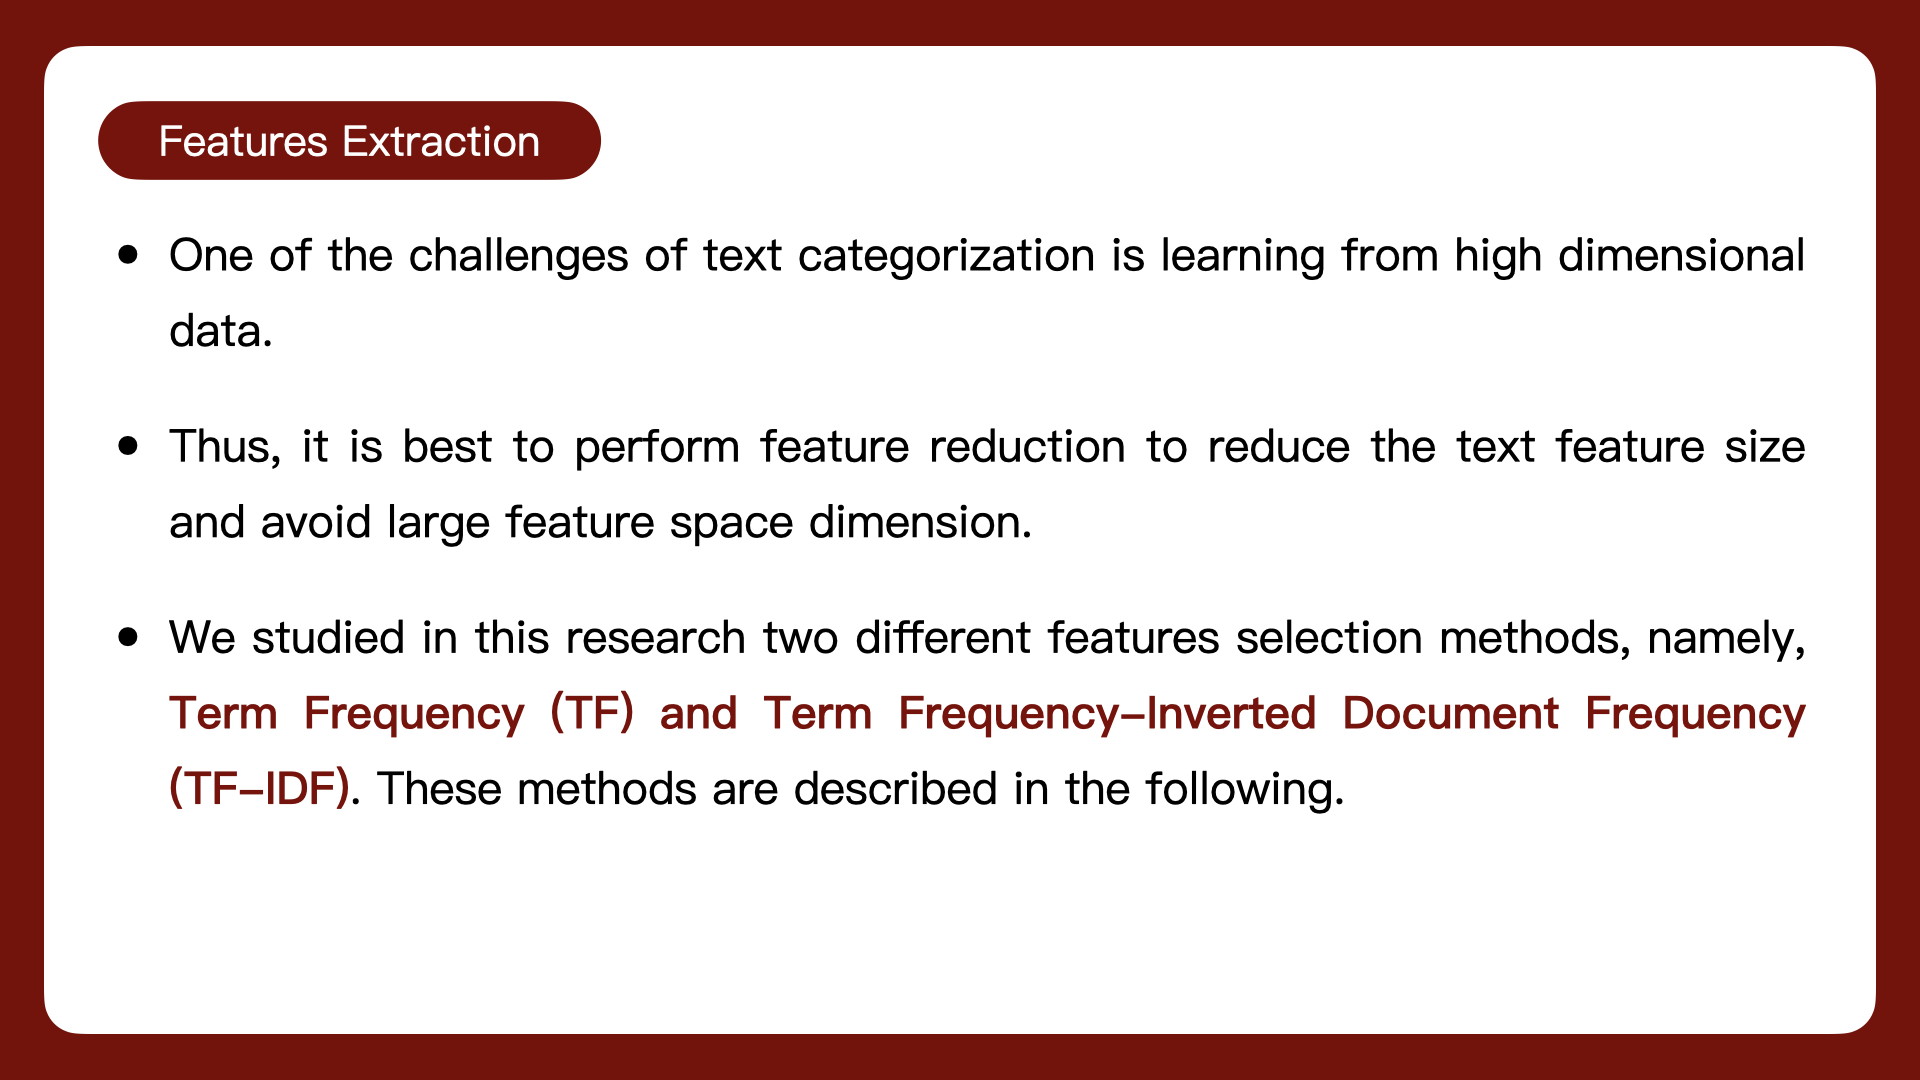 Features Extraction
• One of the challenges of text categorization is learning from high dimensional
data.
• Thus, it is best to perform feature reduction to reduce the text feature size
and avoid large feature space dimension.
• We studied in this research two different features selection methods, namely,
Term Frequency (TF) and Term Frequency–Inverted Document Frequency
(TF–IDF). These methods are described in the following.